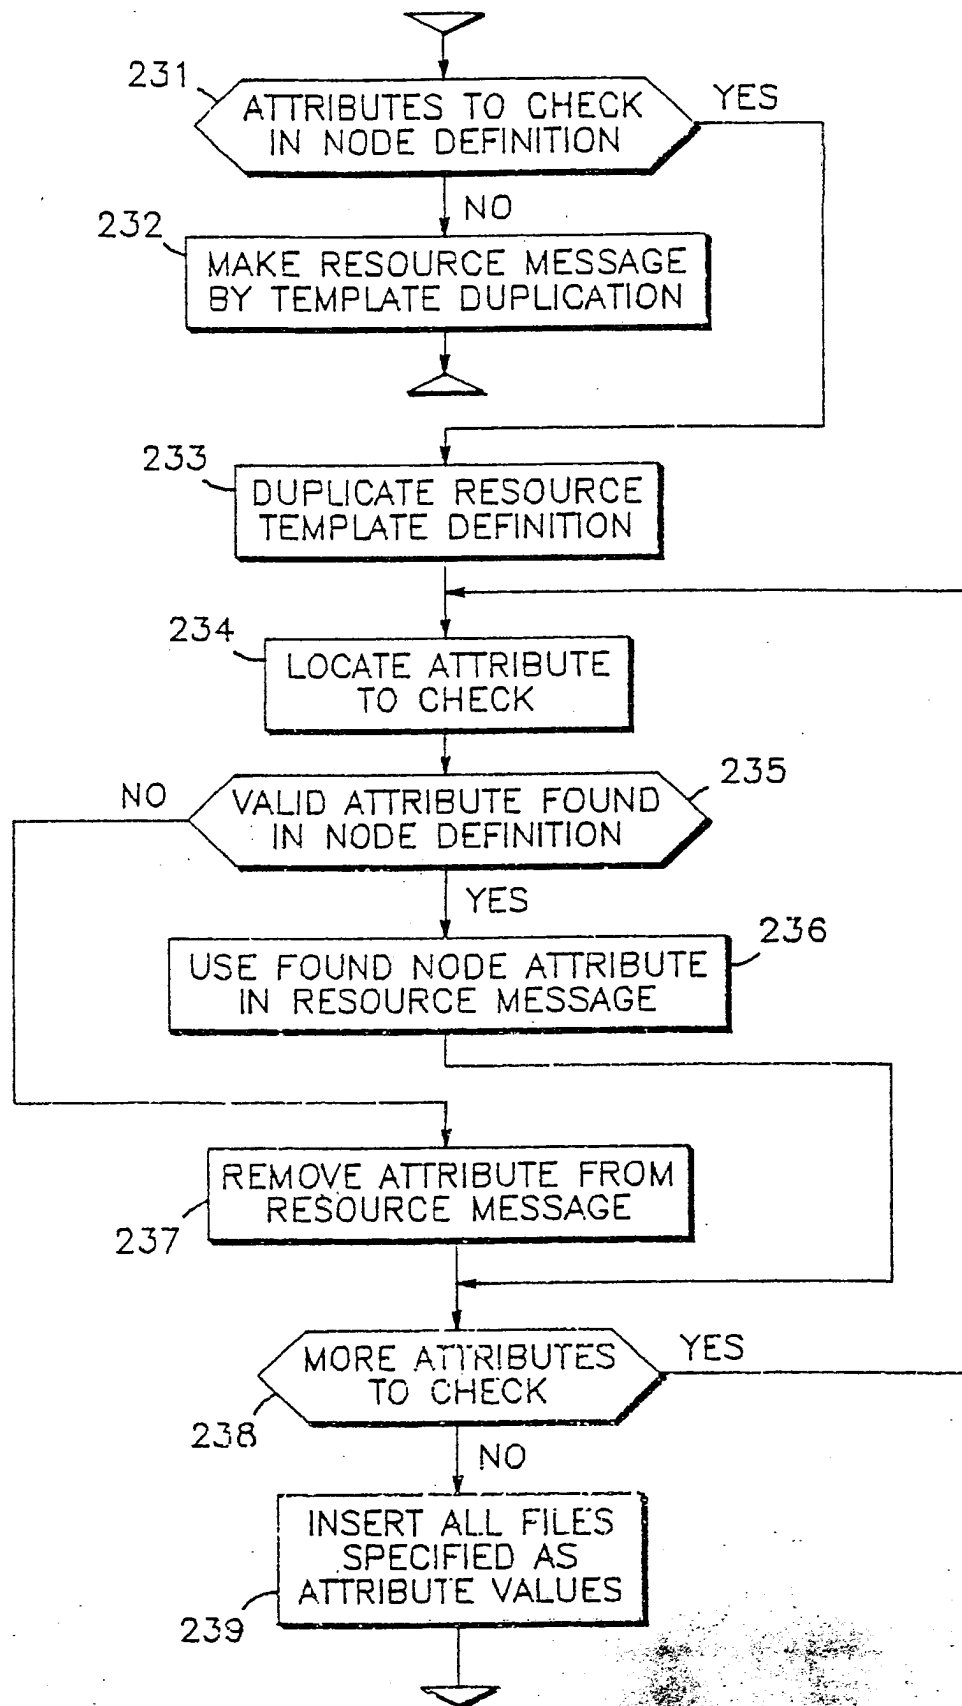 231
ATTRIBUTES TO CHECK
IN NODE DEFINITION
YES
NO
232
MAKE RESOURCE MESSAGE
BY TEMPLATE DUPLICATION
233
DUPLICATE RESOURCE
TEMPLATE DEFINITION
234
LOCATE ATTRIBUTE
TO CHECK
235
NO
VALID ATTRIBUTE FOUND
IN NODE DEFINITION
YES
236
USE FOUND NODE ATTRIBUTE
IN RESOURCE MESSAGE
REMOVE ATTRIBUTE FROM
RESOURCE MESSAGE
237
MORE ATTRIBUTES
TO CHECK
YES
238
NO
INSERT ALL FILES
SPECIFIED AS
ATTRIBUTE VALUES
239